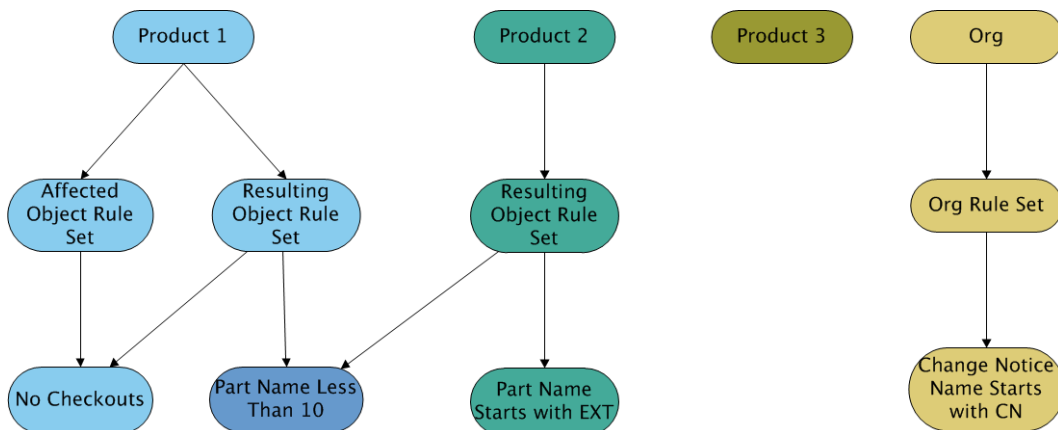 Product 1
Product 2
Product 3
Org
Affected
Object Rule
Set
Resulting
Object Rule
Set
Resulting
Object Rule
Set
Org Rule Set
No Checkouts
Part Name Less
Than 10
Part Name
Starts with EXT
Change Notice
Name Starts
with CN